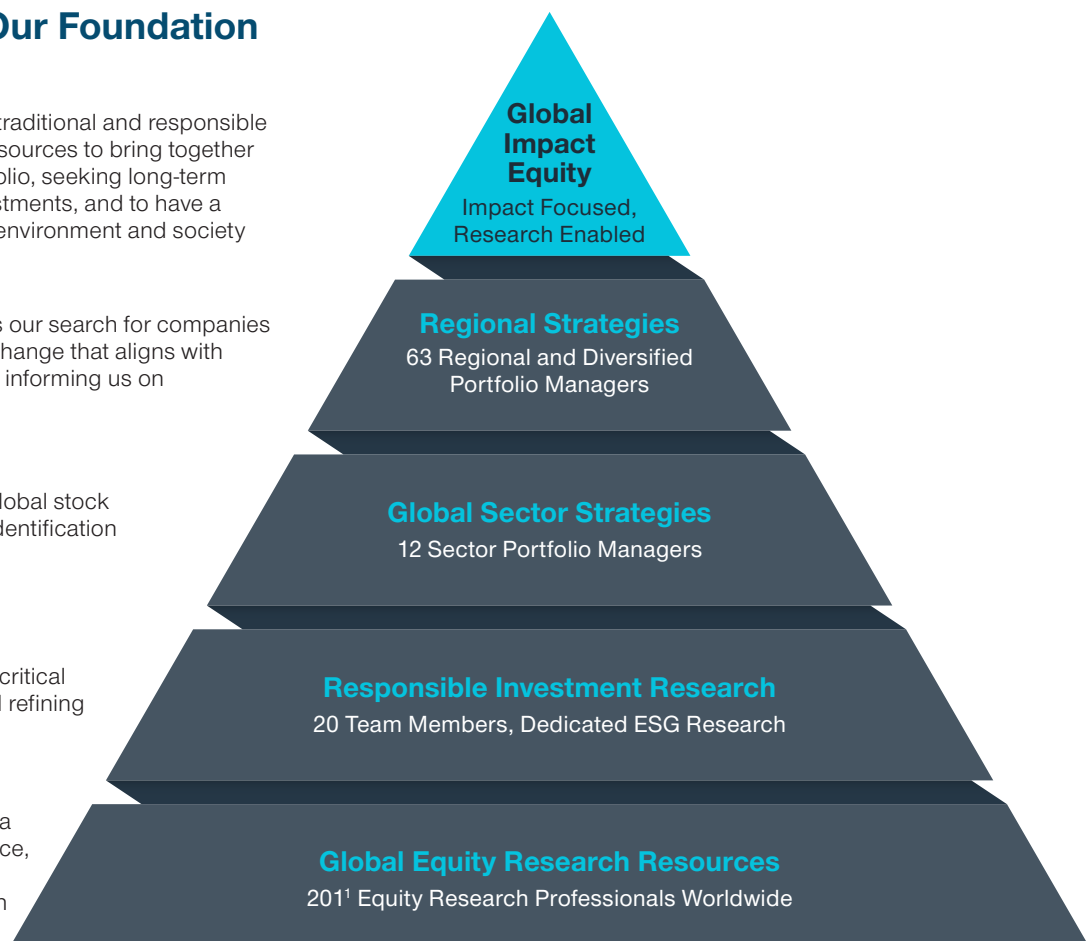 Our Foundation
traditional and responsible
sources to bring together
olio, seeking long-term
stments, and to have a
environment and society
s our search for companies
hange that aligns with
informing us on
lobal stock
dentification
critical
refining
a
ce,
n
Global
Impact
Equity
Impact Focused,
Research Enabled
Regional Strategies
63 Regional and Diversified
Portfolio Managers
Global Sector Strategies
12 Sector Portfolio Managers
Responsible Investment Research
20 Team Members, Dedicated ESG Research
Global Equity Research Resources
201¹ Equity Research Professionals Worldwide